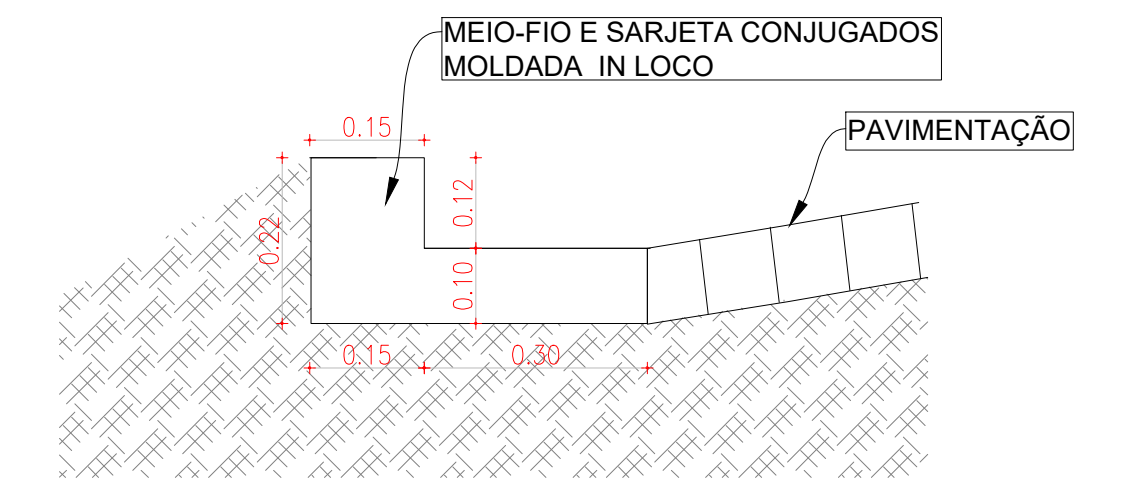 MEIO-FIO E SARJETA CONJUGADOS
MOLDADA IN LOCO
PAVIMENTAÇÃO
0.15
0.12
0.22
0.10
0.15
0.30